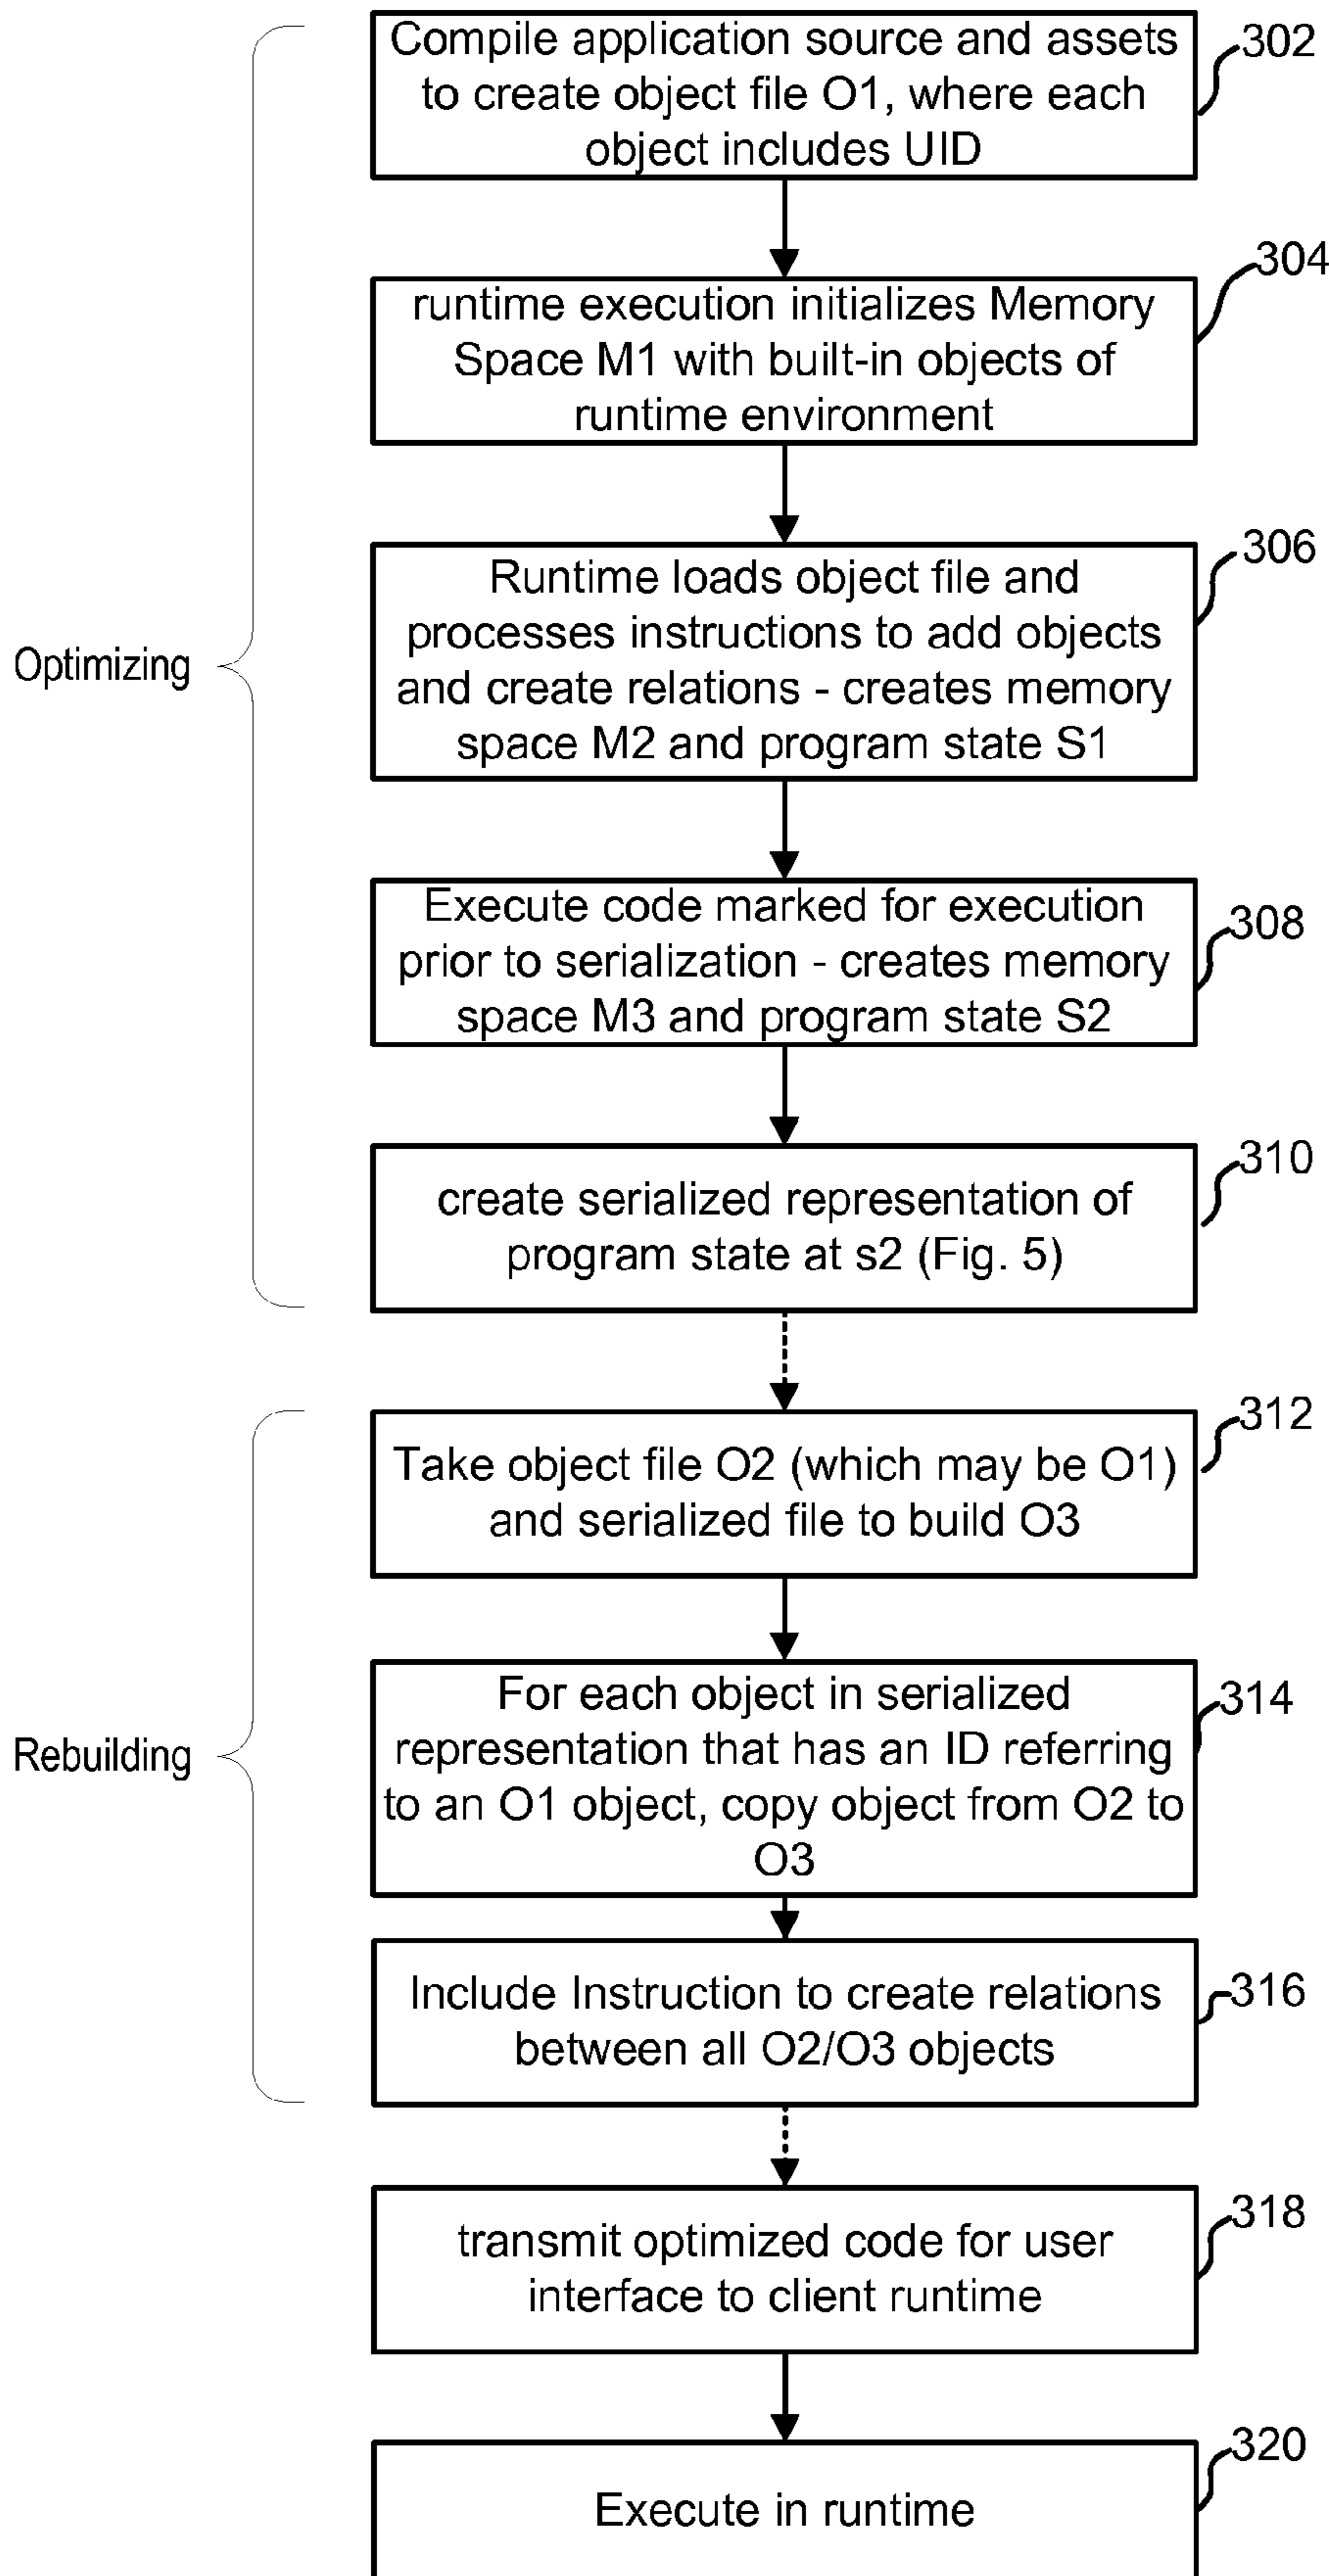 Compile application source and assets
to create object file O1, where each
object includes UID
302
runtime execution initializes Memory
Space M1 with built-in objects of
runtime environment
304
Runtime loads object file and
processes instructions to add objects
and create relations - creates memory
space M2 and program state S1
306
Optimizing
Execute code marked for execution
prior to serialization - creates memory
space M3 and program state S2
308
create serialized representation of
program state at s2 (Fig. 5)
310
Take object file O2 (which may be O1)
and serialized file to build O3
312
For each object in serialized
representation that has an ID referring
to an O1 object, copy object from O2 to
O3
314
Rebuilding
Include Instruction to create relations
between all O2/O3 objects
316
transmit optimized code for user
interface to client runtime
318
Execute in runtime
320